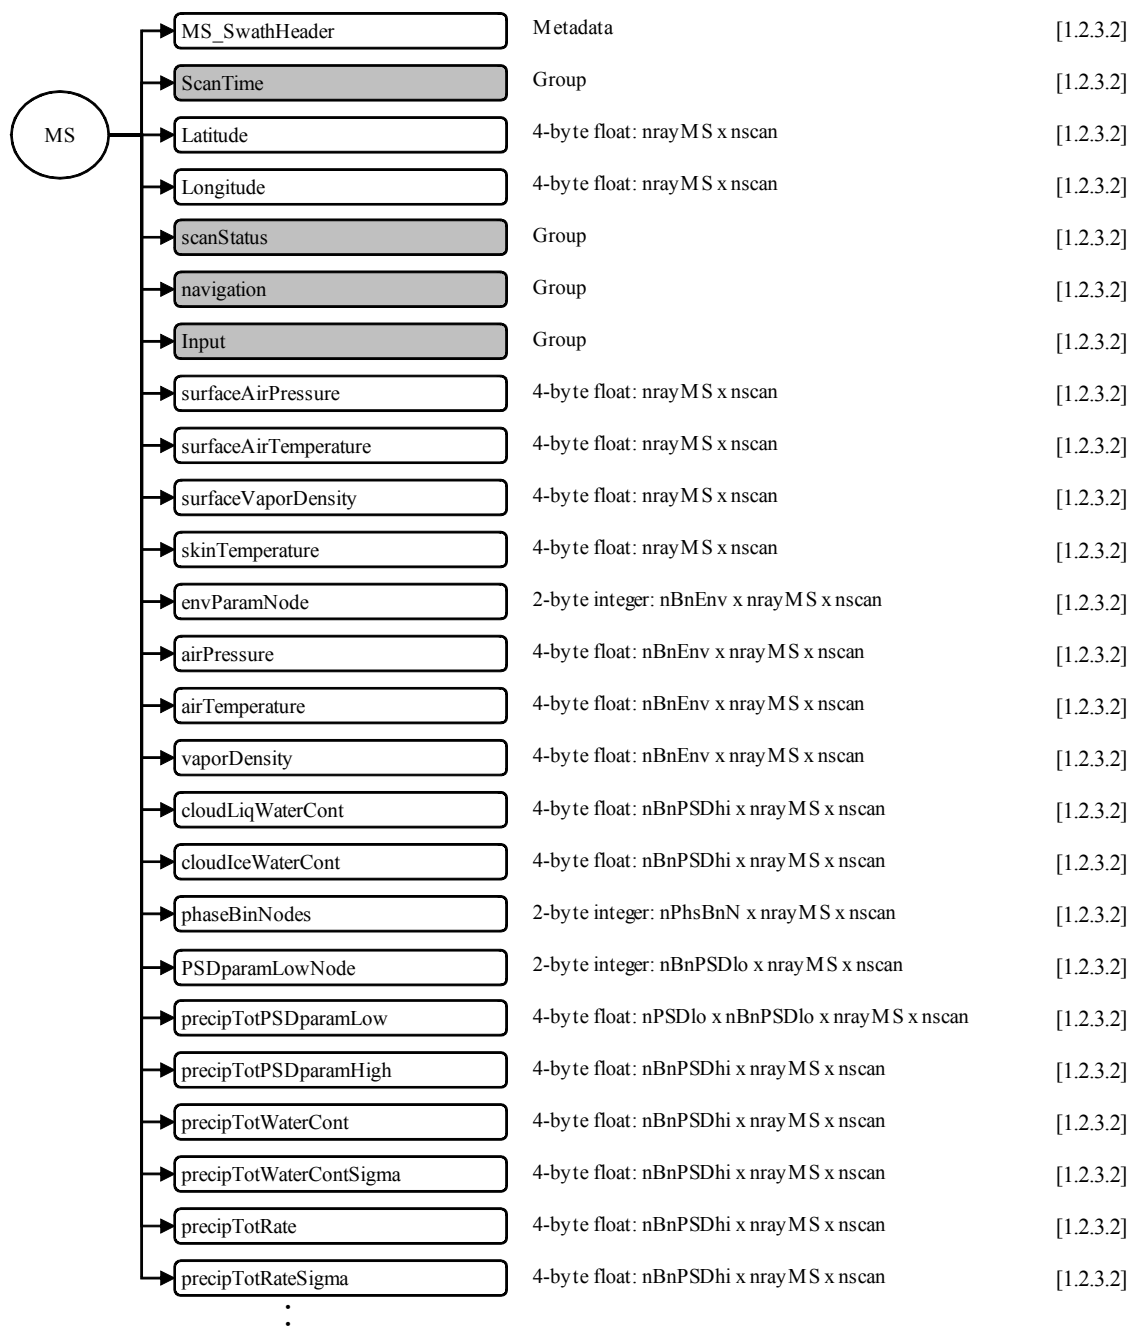 MS_SwathHeader Metadata [1.2.3.2]
ScanTime Group [1.2.3.2]
MS
Latitude 4-byte float: nrayMS x nscan [1.2.3.2]
Longitude 4-byte float: nrayMS x nscan [1.2.3.2]
scanStatus Group [1.2.3.2]
navigation Group [1.2.3.2]
Input Group [1.2.3.2]
surfaceAirPressure 4-byte float: nrayMS x nscan [1.2.3.2]
surfaceAirTemperature 4-byte float: nrayMS x nscan [1.2.3.2]
surfaceVaporDensity 4-byte float: nrayMS x nscan [1.2.3.2]
skinTemperature 4-byte float: nrayMS x nscan [1.2.3.2]
envParamNode 2-byte integer: nBnEnv x nrayMS x nscan [1.2.3.2]
airPressure 4-byte float: nBnEnv x nrayMS x nscan [1.2.3.2]
airTemperature 4-byte float: nBnEnv x nrayMS x nscan [1.2.3.2]
vaporDensity 4-byte float: nBnEnv x nrayMS x nscan [1.2.3.2]
cloudLiqWaterCont 4-byte float: nBnPSDhi x nrayMS x nscan [1.2.3.2]
cloudIceWaterCont 4-byte float: nBnPSDhi x nrayMS x nscan [1.2.3.2]
phaseBinNodes 2-byte integer: nPhsBnN x nrayMS x nscan [1.2.3.2]
PSDparamLowNode 2-byte integer: nBnPSDlo x nrayMS x nscan [1.2.3.2]
precipTotPSDparamLow 4-byte float: nPSDlo x nBnPSDlo x nrayMS x nscan [1.2.3.2]
precipTotPSDparamHigh 4-byte float: nBnPSDhi x nrayMS x nscan [1.2.3.2]
precipTotWaterCont 4-byte float: nBnPSDhi x nrayMS x nscan [1.2.3.2]
precipTotWaterContSigma 4-byte float: nBnPSDhi x nrayMS x nscan [1.2.3.2]
precipTotRate 4-byte float: nBnPSDhi x nrayMS x nscan [1.2.3.2]
precipTotRateSigma 4-byte float: nBnPSDhi x nrayMS x nscan [1.2.3.2]